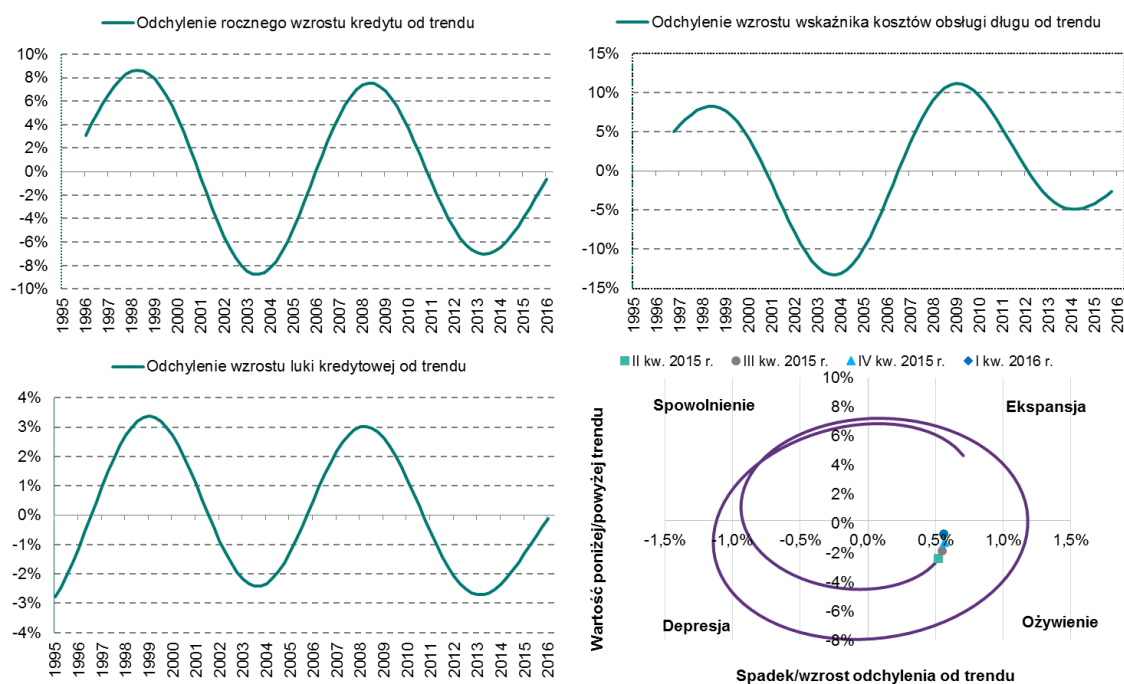 Odchylenie rocznego wzrostu kredytu od trendu
10%
8%
6%
4%
2%
0%
-2%
-4%
-6%
-8%
-10%
1995 1996 1997 1998 1999 2000 2001 2002 2003 2004 2005 2006 2007 2008 2009 2010 2011 2012 2013 2014 2015 2016
Odchylenie wzrostu wskaźnika kosztów obsługi długu od trendu
15%
10%
5%
0%
-5%
-10%
-15%
1995 1996 1997 1998 1999 2000 2001 2002 2003 2004 2005 2006 2007 2008 2009 2010 2011 2012 2013 2014 2015 2016
Odchylenie wzrostu luki kredytowej od trendu
4%
3%
2%
1%
0%
-1%
-2%
-3%
-4%
1995 1996 1997 1998 1999 2000 2001 2002 2003 2004 2005 2006 2007 2008 2009 2010 2011 2012 2013 2014 2015 2016
II kw. 2015 r. III kw. 2015 r. IV kw. 2015 r. I kw. 2016 r.
Wartość poniżej/powyżej trendu
10%
Spowolnienie
Ekspansja
8%
6%
4%
2%
0%
-1,5% -1,0% -0,5% 0,0% 0,5% 1,0% 1,5%
-2%
-4%
-6%
Depresja
Ożywienie
-8%
Spadek/wzrost odchylenia od trendu